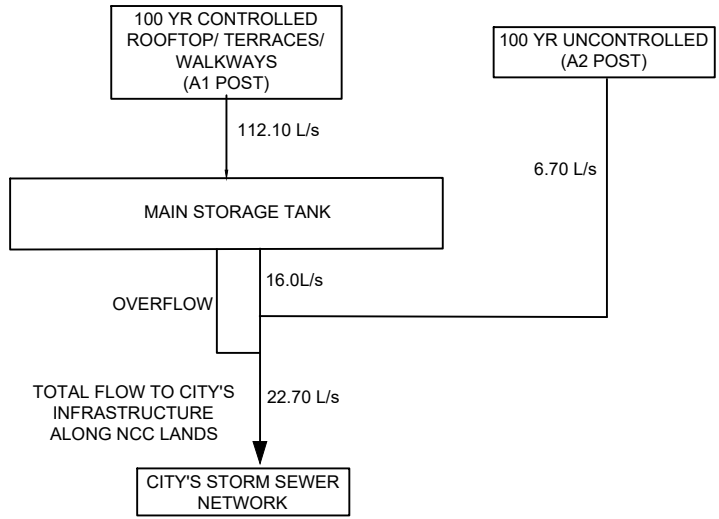 100 YR CONTROLLED
ROOFTOP/ TERRACES/
WALKWAYS
(A1 POST)
100 YR UNCONTROLLED
(A2 POST)
112.10 L/s
6.70 L/s
MAIN STORAGE TANK
16.0L/s
OVERFLOW
TOTAL FLOW TO CITY'S
INFRASTRUCTURE
ALONG NCC LANDS
22.70 L/s
CITY'S STORM SEWER
NETWORK